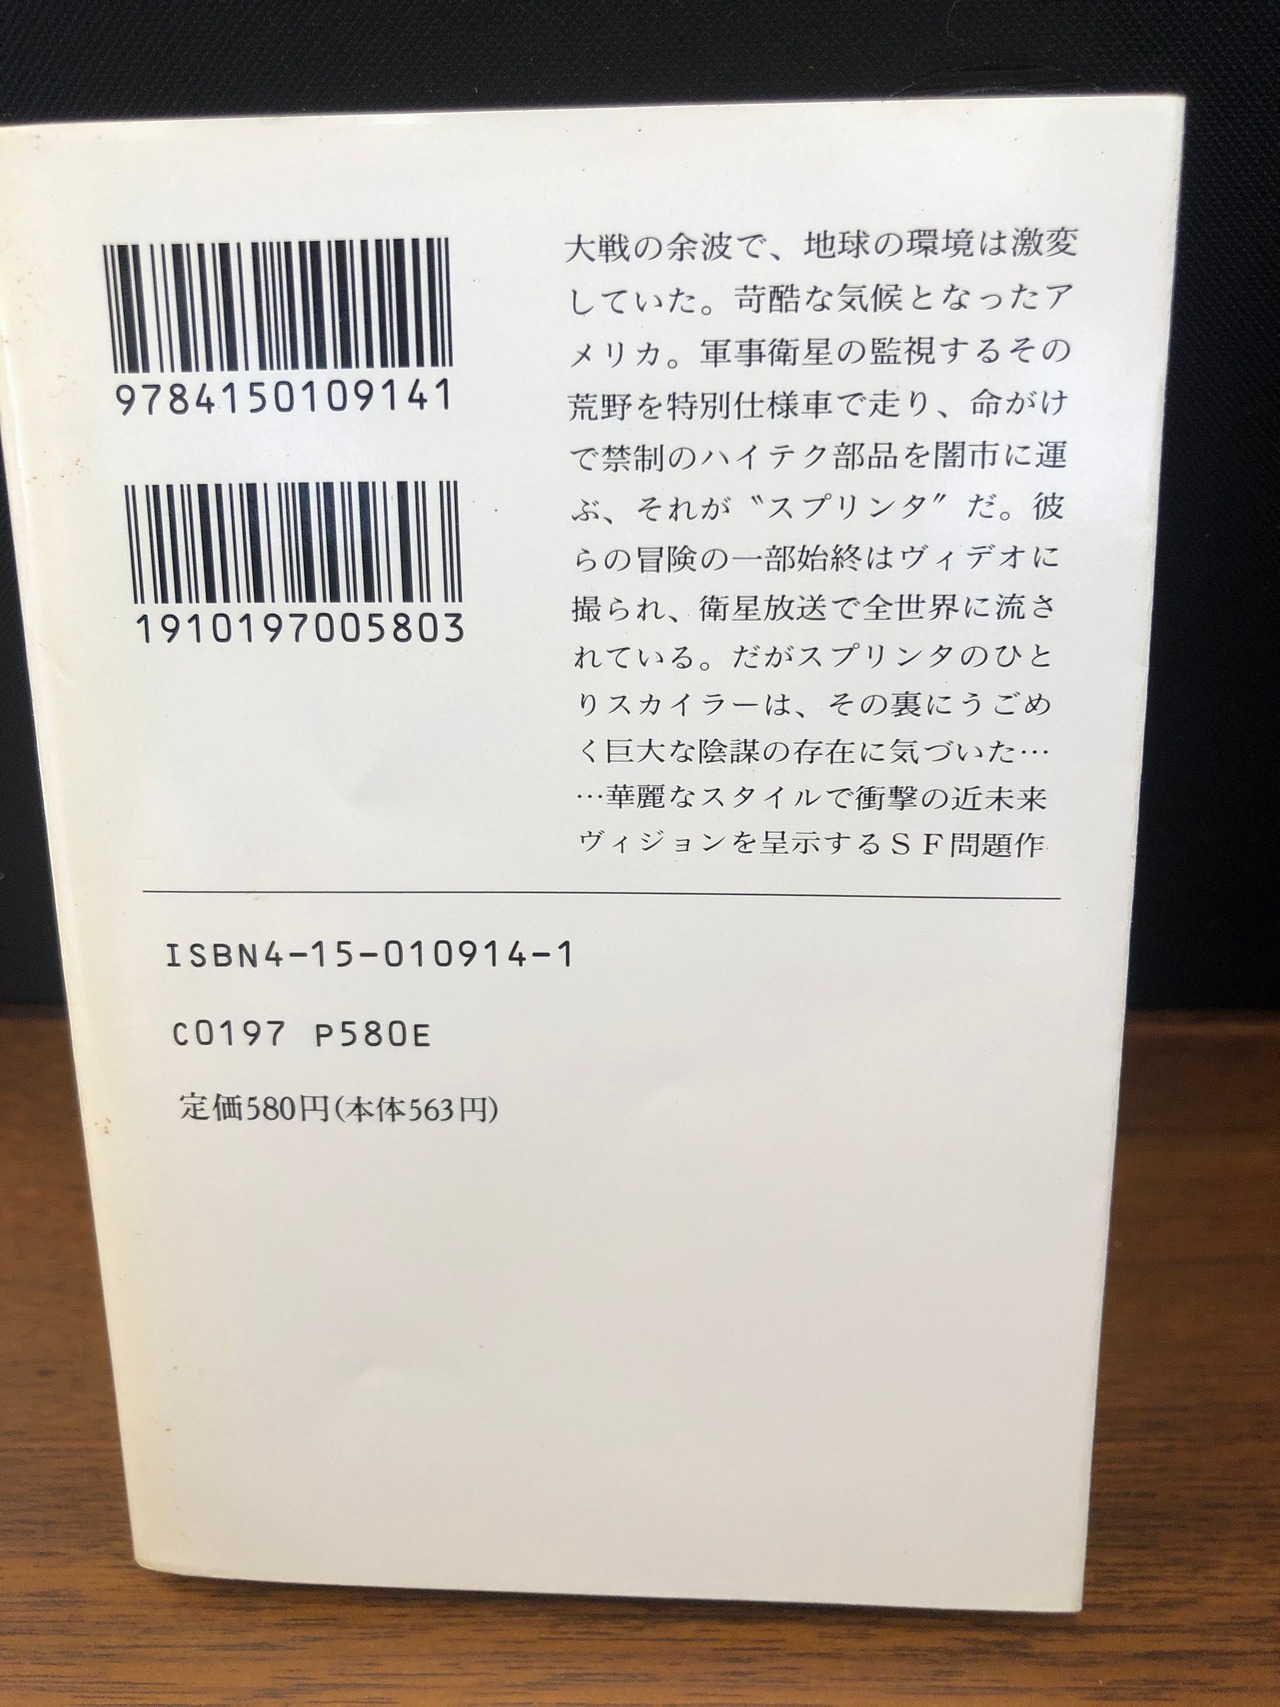 9784150109141
1910197005803
大戦の余波で、地球の環境は激変
していた。苛酷な気候となったア
メリカ。軍事衛星の監視するその
荒野を特別仕様車で走り、命がけ
で禁制のハイテク部品を闇市に運
ぶ、それが〝スプリンタ〟だ。彼
らの冒険の一部始終はヴィデオに
撮られ、衛星放送で全世界に流さ
れている。だがスプリンタのひと
りスカイラーは、その裏にうごめ
く巨大な陰謀の存在に気づいた…
…華麗なスタイルで衝撃の近未来
ヴィジョンを呈示するＳＦ問題作
ISBN4-15-010914-1
C0197 P580E
定価580円(本体563円)